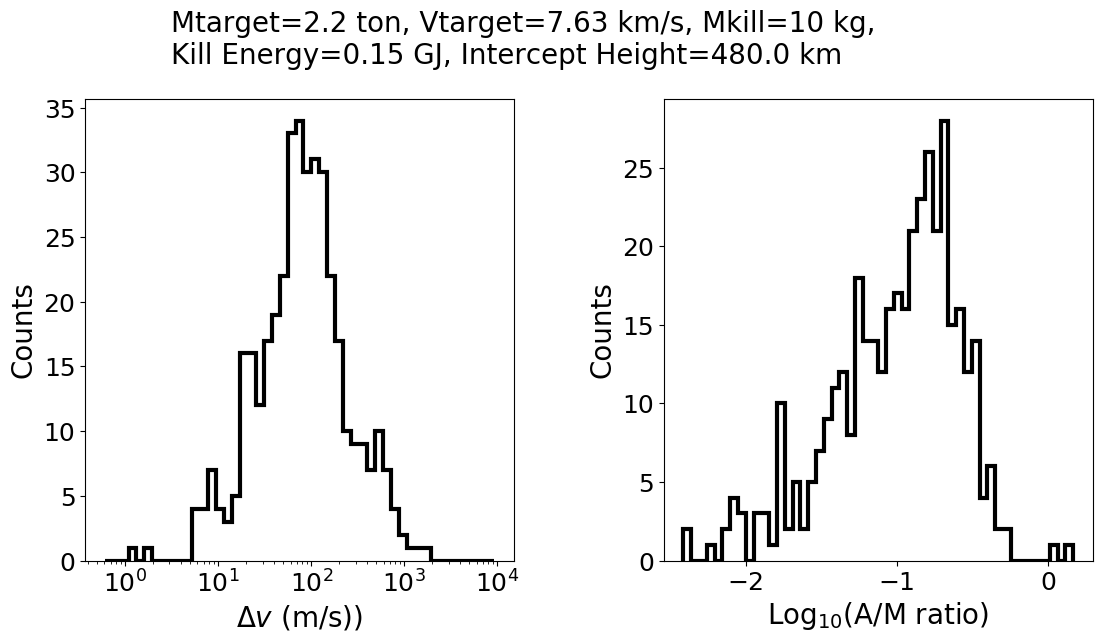 Mtarget=2.2 ton, Vtarget=7.63 km/s, Mkill=10 kg,
Kill Energy=0.15 GJ, Intercept Height=480.0 km
35
30
25
20
15
10
5
0
Counts
10⁰ 10¹ 10² 10³ 10⁴
Δv (m/s))
25
20
15
10
5
0
Counts
−2 −1 0
Log₁₀(A/M ratio)